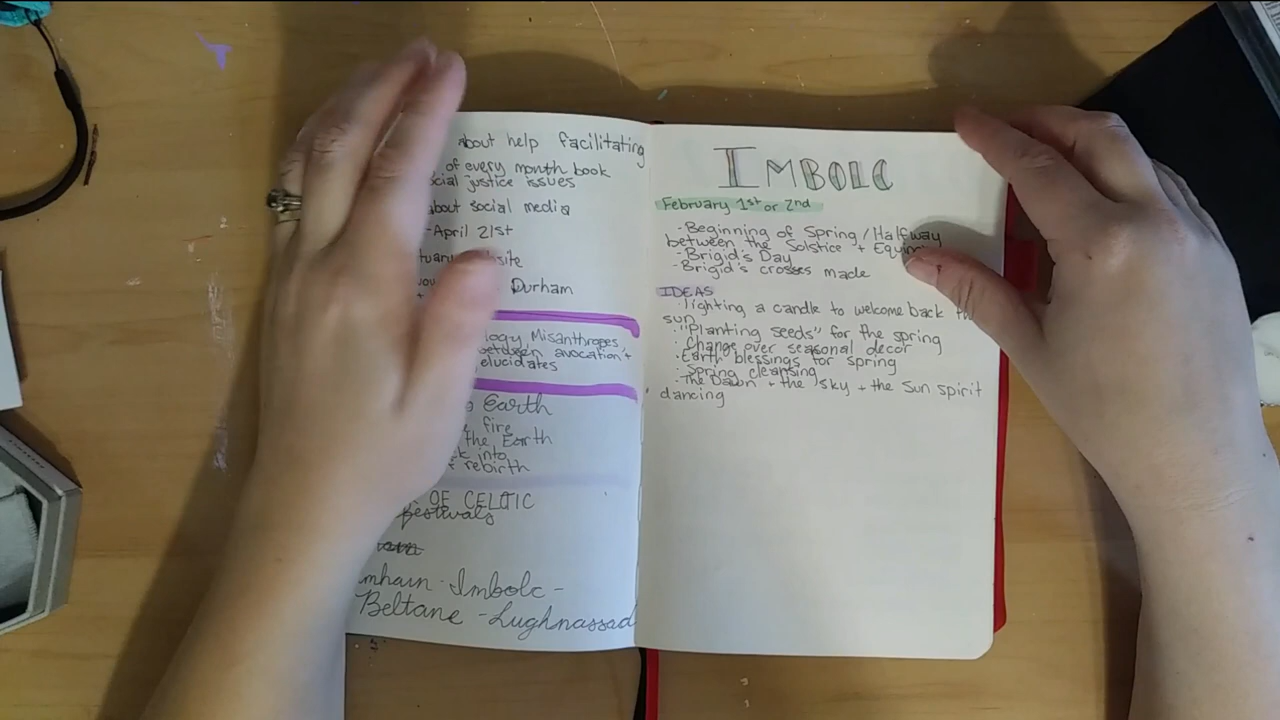 about help facilitating
of every month book
social justice issues
about social media
-April 21st
site
Durham
Misanthropes
between avocation +
elucidates
Earth
fire
the Earth
into
rebirth
OF CELTIC
festivals
Imbolc -
Beltane - Lughnassad
IMBOLC
February 1st or 2nd
- Beginning of Spring / Halfway
between the Solstice +
- Brigid's Day
- Brigid's crosses made
IDEAS
· Lighting a candle to welcome back
sun
· "Planting seeds" for the spring
· Change over seasonal decor
· Earth blessings for spring
· Spring cleansing
· The Dawn + the sky + the Sun spirit
dancing